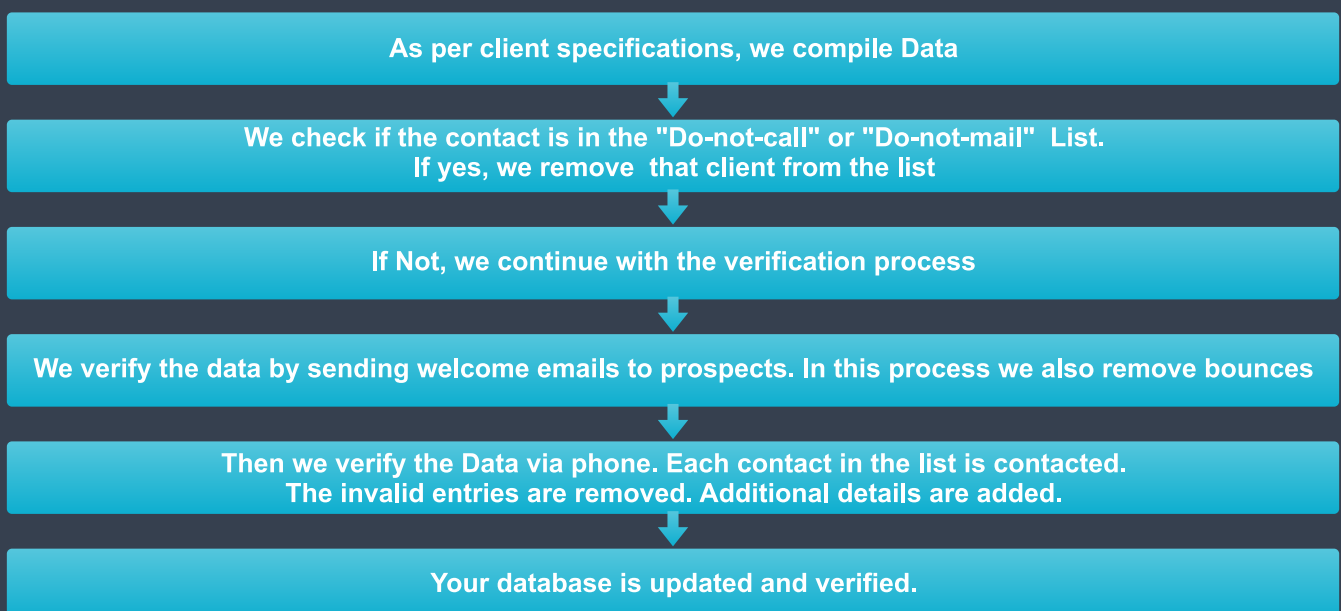 As per client specifications, we compile Data
We check if the contact is in the "Do-not-call" or "Do-not-mail"  List.
If yes, we remove  that client from the list
If Not, we continue with the verification process
We verify the data by sending welcome emails to prospects. In this process we also remove bounces
Then we verify the Data via phone. Each contact in the list is contacted.
The invalid entries are removed. Additional details are added.
Your database is updated and verified.